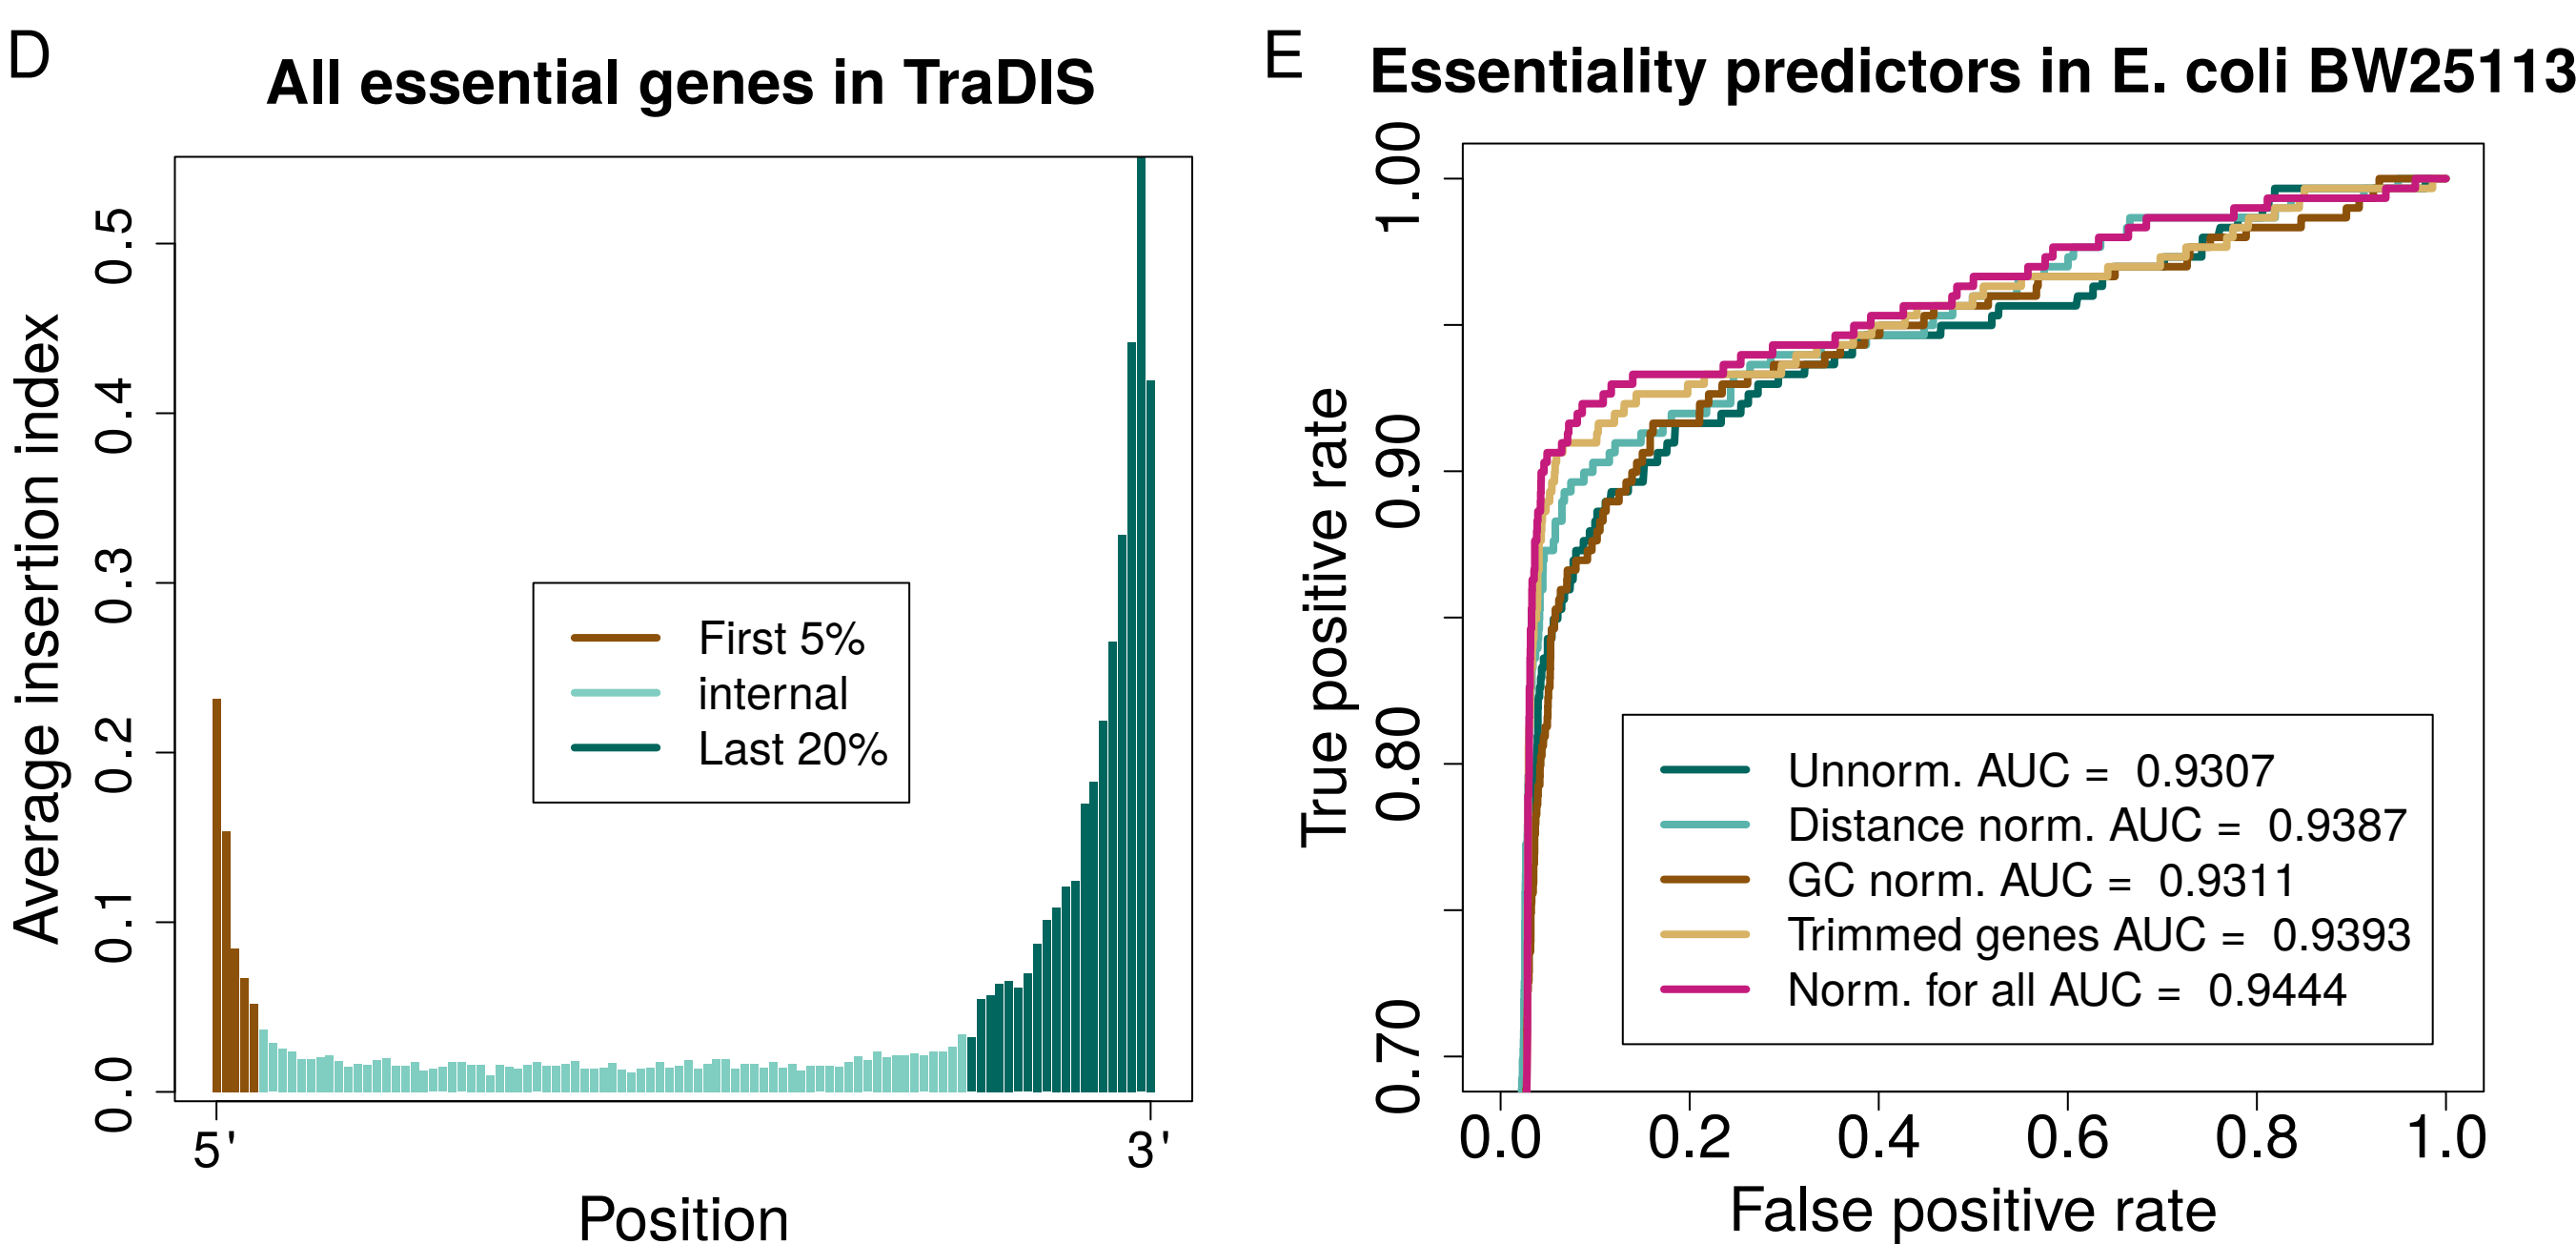 D
All essential genes in TraDIS
Average insertion index
0.5
0.4
0.3
0.2
0.1
0.0
First 5%
internal
Last 20%
5'
3'
Position
E
Essentiality predictors in E. coli BW25113
True positive rate
1.00
0.90
0.80
0.70
Unnorm. AUC = 0.9307
Distance norm. AUC = 0.9387
GC norm. AUC = 0.9311
Trimmed genes AUC = 0.9393
Norm. for all AUC = 0.9444
0.0 0.2 0.4 0.6 0.8 1.0
False positive rate